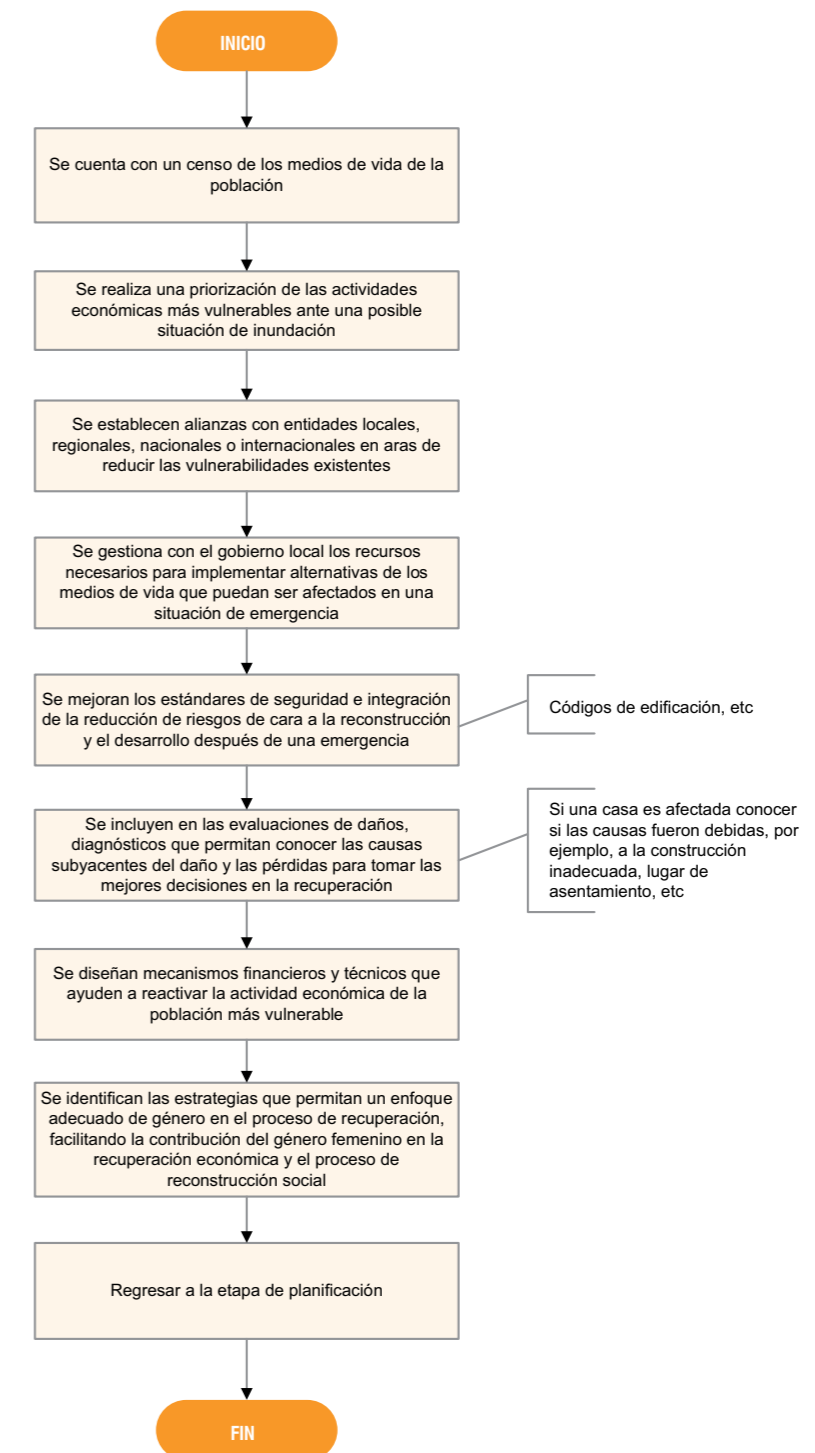 INICIO
Se cuenta con un censo de los medios de vida de la
población
Se realiza una priorización de las actividades
económicas más vulnerables ante una posible
situación de inundación
Se establecen alianzas con entidades locales,
regionales, nacionales o internacionales en aras de
reducir las vulnerabilidades existentes
Se gestiona con el gobierno local los recursos
necesarios para implementar alternativas de los
medios de vida que puedan ser afectados en una
situación de emergencia
Se mejoran los estándares de seguridad e integración
de la reducción de riesgos de cara a la reconstrucción
y el desarrollo después de una emergencia
Códigos de edificación, etc
Se incluyen en las evaluaciones de daños,
diagnósticos que permitan conocer las causas
subyacentes del daño y las pérdidas para tomar las
mejores decisiones en la recuperación
Si una casa es afectada conocer
si las causas fueron debidas, por
ejemplo, a la construcción
inadecuada, lugar de
asentamiento, etc
Se diseñan mecanismos financieros y técnicos que
ayuden a reactivar la actividad económica de la
población más vulnerable
Se identifican las estrategias que permitan un enfoque
adecuado de género en el proceso de recuperación,
facilitando la contribución del género femenino en la
recuperación económica y el proceso de
reconstrucción social
Regresar a la etapa de planificación
FIN